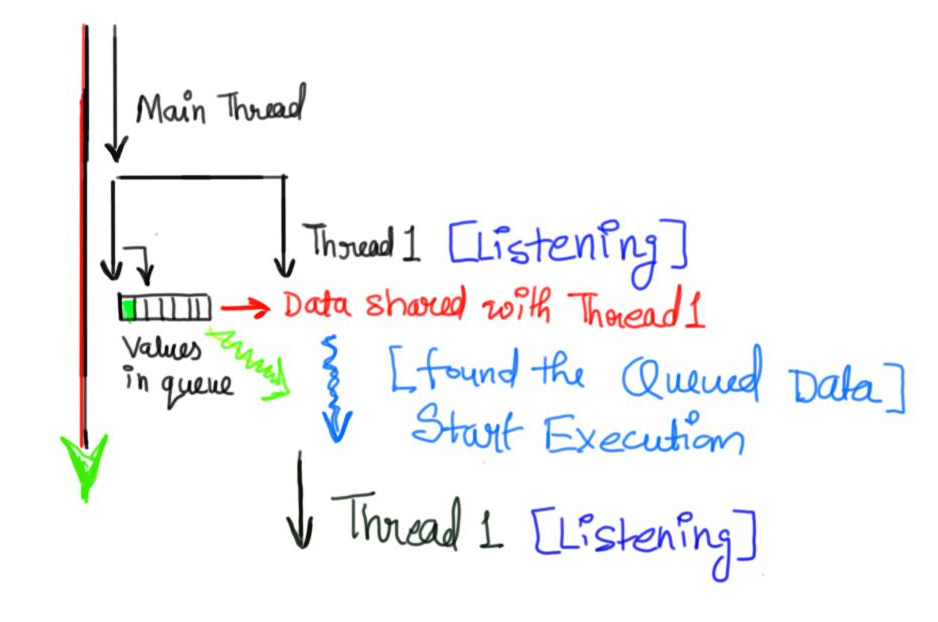 Main Thread
Thread 1 [Listening]
Data shared with Thread 1
Values
in queue
[found the Queued Data]
Start Execution
Thread 1 [Listening]